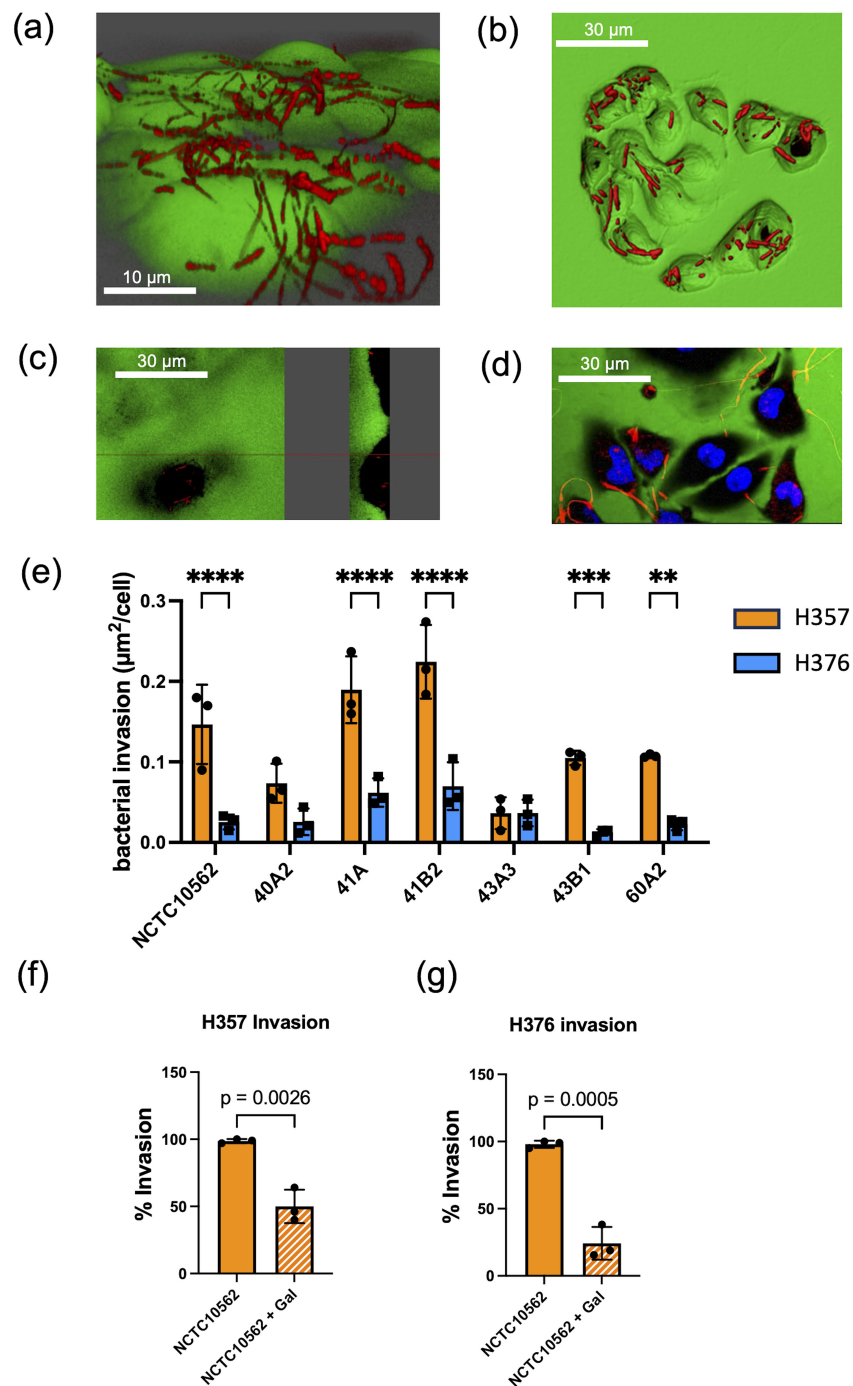 (a)
10 µm
(b)
30 µm
(c)
30 µm
(d)
30 µm
(e)
bacterial invasion (µm²/cell)
0.3
0.2
0.1
0.0
****
****
****
***
**
H357
H376
NCTC10562
40A2
41A
41B2
43A3
43B1
60A2
(f)
H357 Invasion
% Invasion
150
100
50
0
p = 0.0026
NCTC10562
NCTC10562 + Gal
(g)
H376 invasion
% Invasion
150
100
50
0
p = 0.0005
NCTC10562
NCTC10562 + Gal